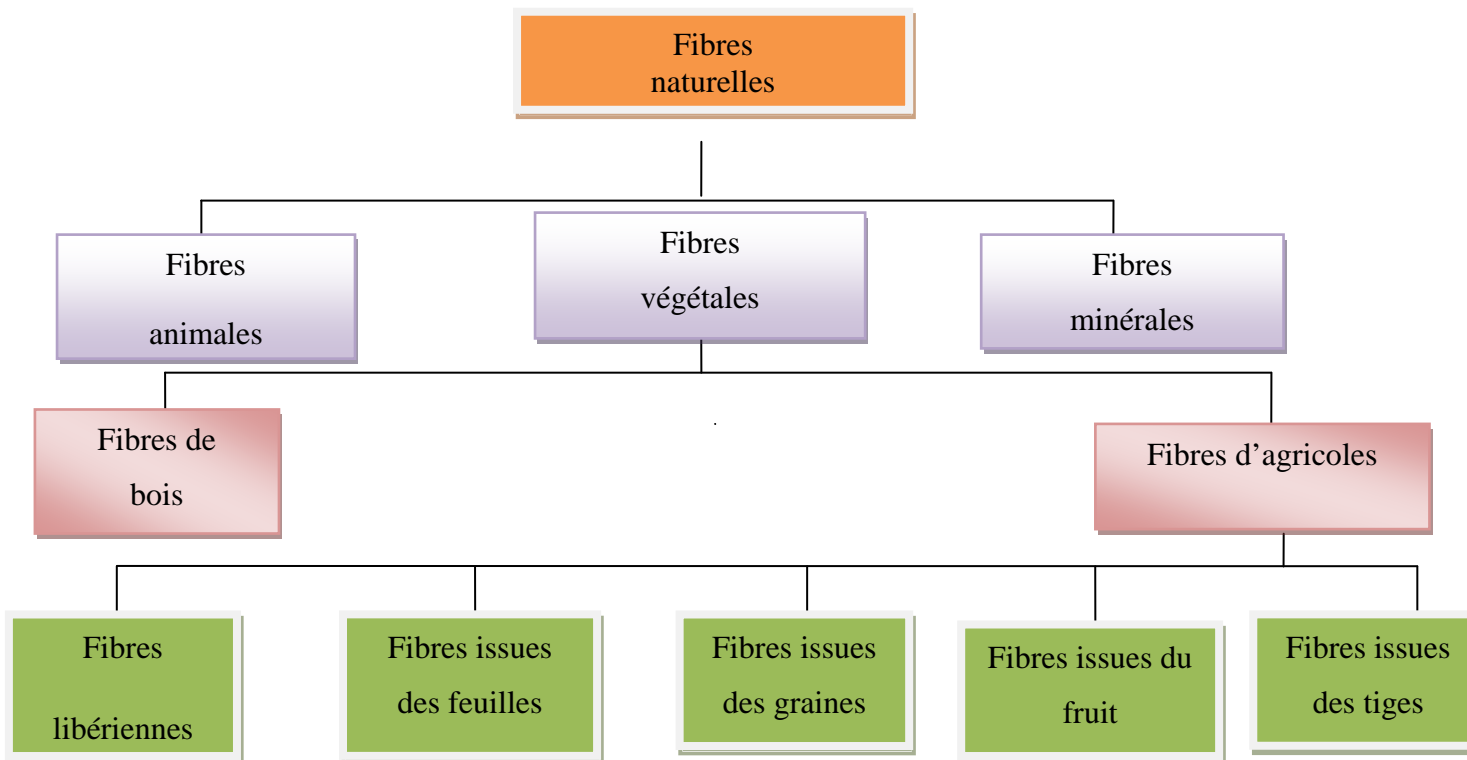 Fibres
naturelles
Fibres
animales
Fibres
végétales
Fibres
minérales
Fibres de
bois
Fibres d’agricoles
Fibres
libériennes
Fibres issues
des feuilles
Fibres issues
des graines
Fibres issues du
fruit
Fibres issues
des tiges